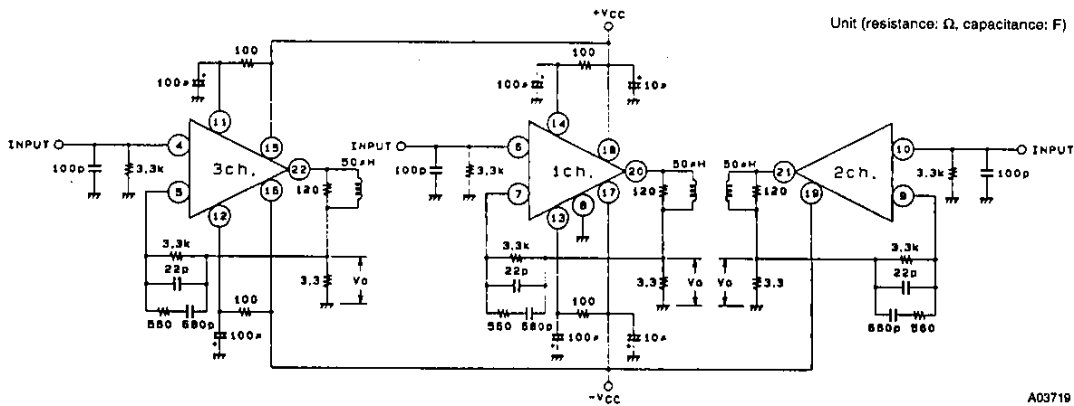 +VCC
Unit (resistance: Ω, capacitance: F)
100
100μ
100
100μ
10μ
11
14
INPUT
4
15
INPUT
6
18
10
INPUT
100p
3.3k
3ch.
22
50μH
100p
3.3k
1ch.
20
50μH
50μH
21
2ch.
3.3k
100p
5
16
120
7
17
120
120
19
9
12
13
8
3.3k
22p
560
680p
3.3
Vo
3.3k
22p
560
680p
3.3
Vo
Vo
3.3
3.3k
22p
560
100
100μ
100
100μ
10μ
-VCC
A03719